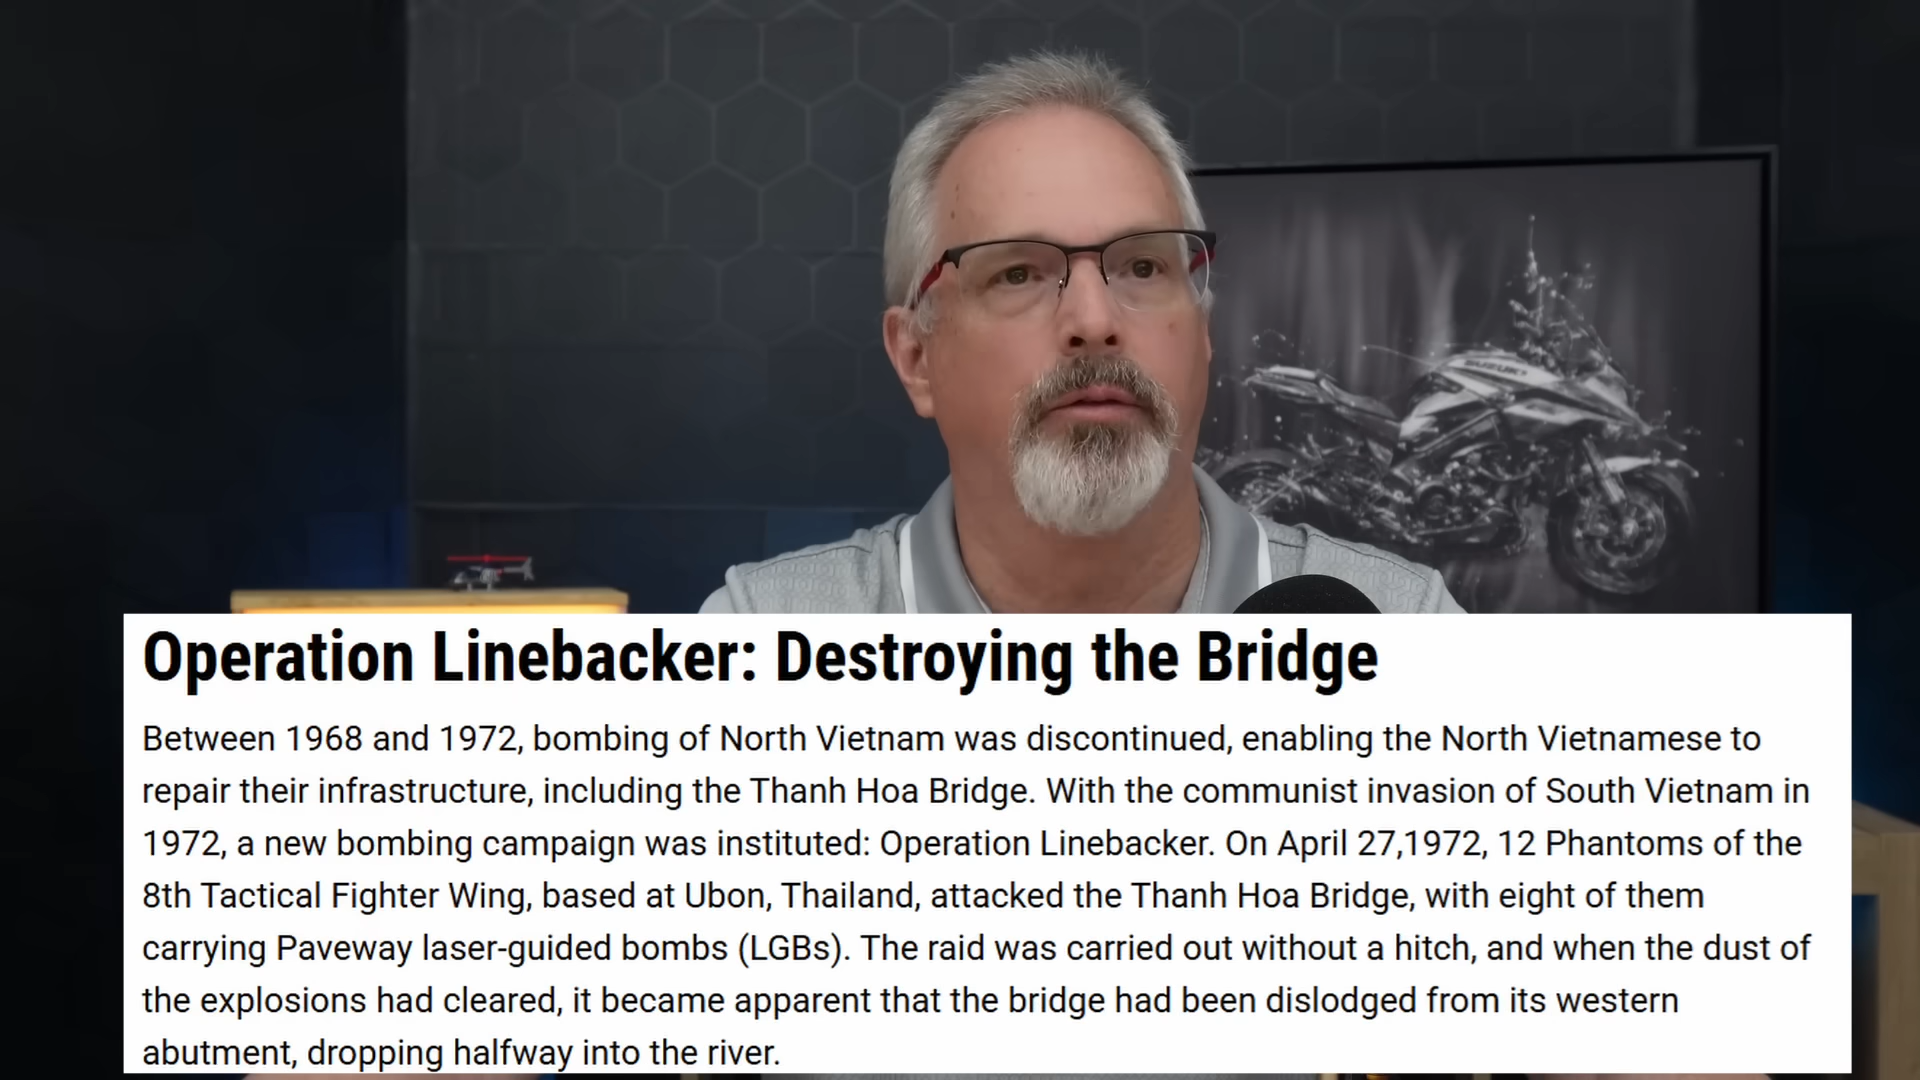 SUZUKI
Operation Linebacker: Destroying the Bridge
Between 1968 and 1972, bombing of North Vietnam was discontinued, enabling the North Vietnamese to
repair their infrastructure, including the Thanh Hoa Bridge. With the communist invasion of South Vietnam in
1972, a new bombing campaign was instituted: Operation Linebacker. On April 27,1972, 12 Phantoms of the
8th Tactical Fighter Wing, based at Ubon, Thailand, attacked the Thanh Hoa Bridge, with eight of them
carrying Paveway laser-guided bombs (LGBs). The raid was carried out without a hitch, and when the dust of
the explosions had cleared, it became apparent that the bridge had been dislodged from its western
abutment, dropping halfway into the river.